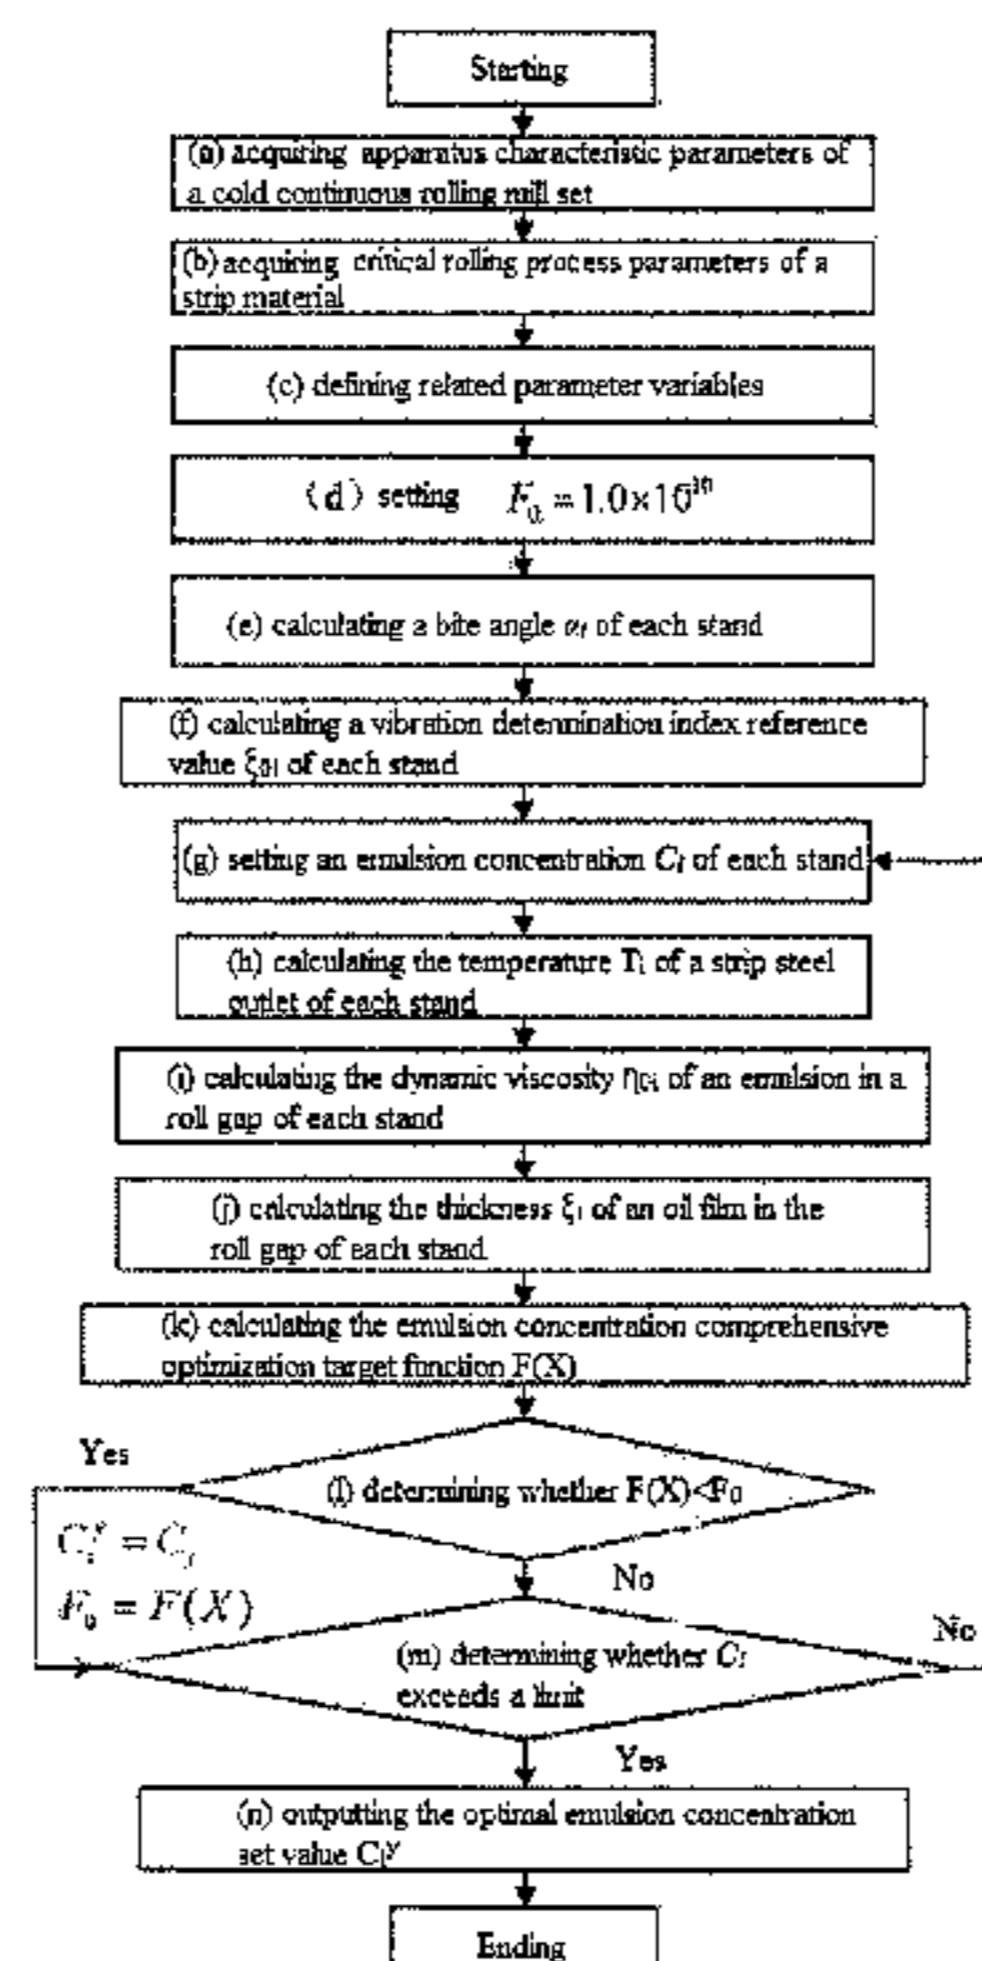 Starting
(a) acquiring apparatus characteristic parameters of
a cold continuous rolling mill set
(b) acquiring critical rolling process parameters of a
strip material
(c) defining related parameter variables
(d) setting F₀ = 1.0×10¹⁰
(e) calculating a bite angle αᵢ of each stand
(f) calculating a vibration determination index reference
value ξ₀ᵢ of each stand
(g) setting an emulsion concentration Cᵢ of each stand
(h) calculating the temperature Tᵢ of a strip steel
outlet of each stand
(i) calculating the dynamic viscosity η₀ᵢ of an emulsion in a
roll gap of each stand
(j) calculating the thickness ξᵢ of an oil film in the
roll gap of each stand
(k) calculating the emulsion concentration comprehensive
optimization target function F(X)
Yes
(l) determining whether F(X)<F₀
Cᵢʸ = Cᵢ
F₀ = F(X)
No
(m) determining whether Cᵢ
exceeds a limit
No
Yes
(n) outputting the optimal emulsion concentration
set value Cᵢʸ
Ending